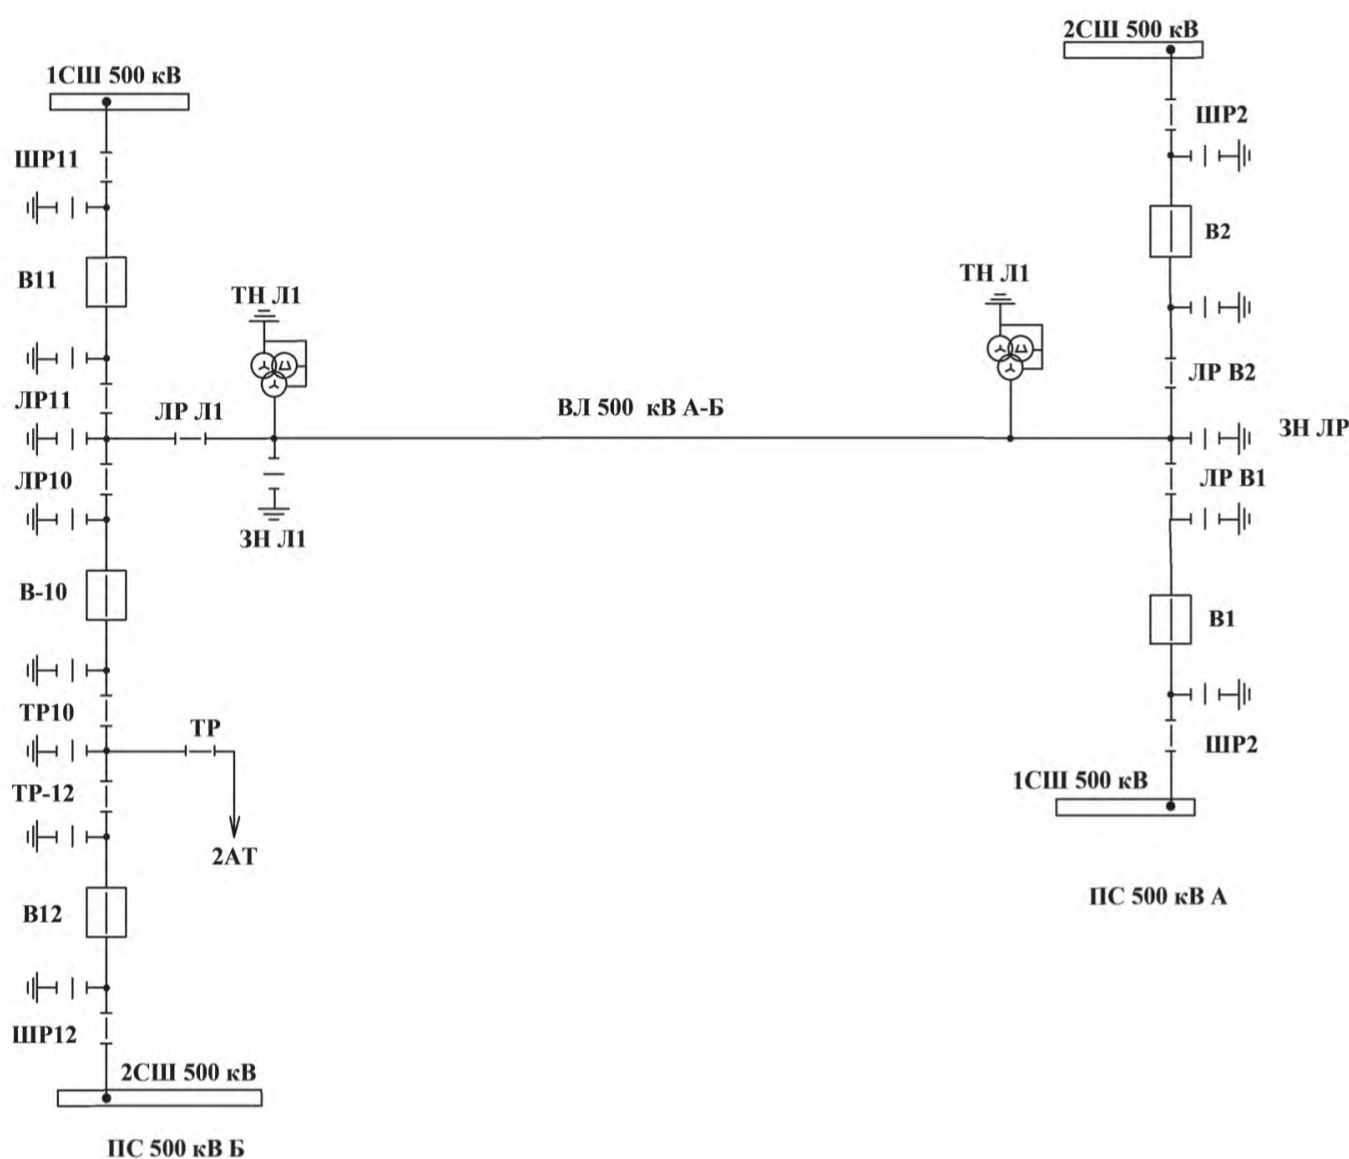 2СШ 500 кВ
1СШ 500 кВ
ШР2
ШР11
В2
В11
ТН Л1
ТН Л1
ЛР В2
ЛР11
ЛР Л1
ВЛ 500 кВ А-Б
ЗН ЛР
ЛР10
ЛР В1
ЗН Л1
В-10
В1
ТР10
ТР
ШР2
ТР-12
1СШ 500 кВ
2АТ
ПС 500 кВ А
В12
ШР12
2СШ 500 кВ
ПС 500 кВ Б